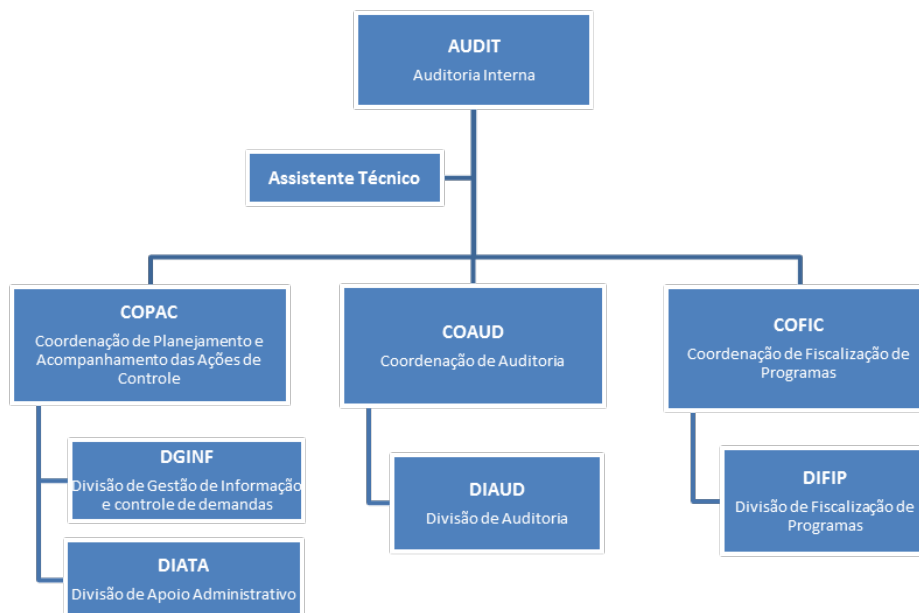 AUDIT
Auditoria Interna
Assistente Técnico
COPAC
Coordenação de Planejamento e
Acompanhamento das Ações de
Controle
COAUD
Coordenação de Auditoria
COFIC
Coordenação de Fiscalização de
Programas
DGINF
Divisão de Gestão de Informação
e controle de demandas
DIAUD
Divisão de Auditoria
DIFIP
Divisão de Fiscalização de
Programas
DIATA
Divisão de Apoio Administrativo